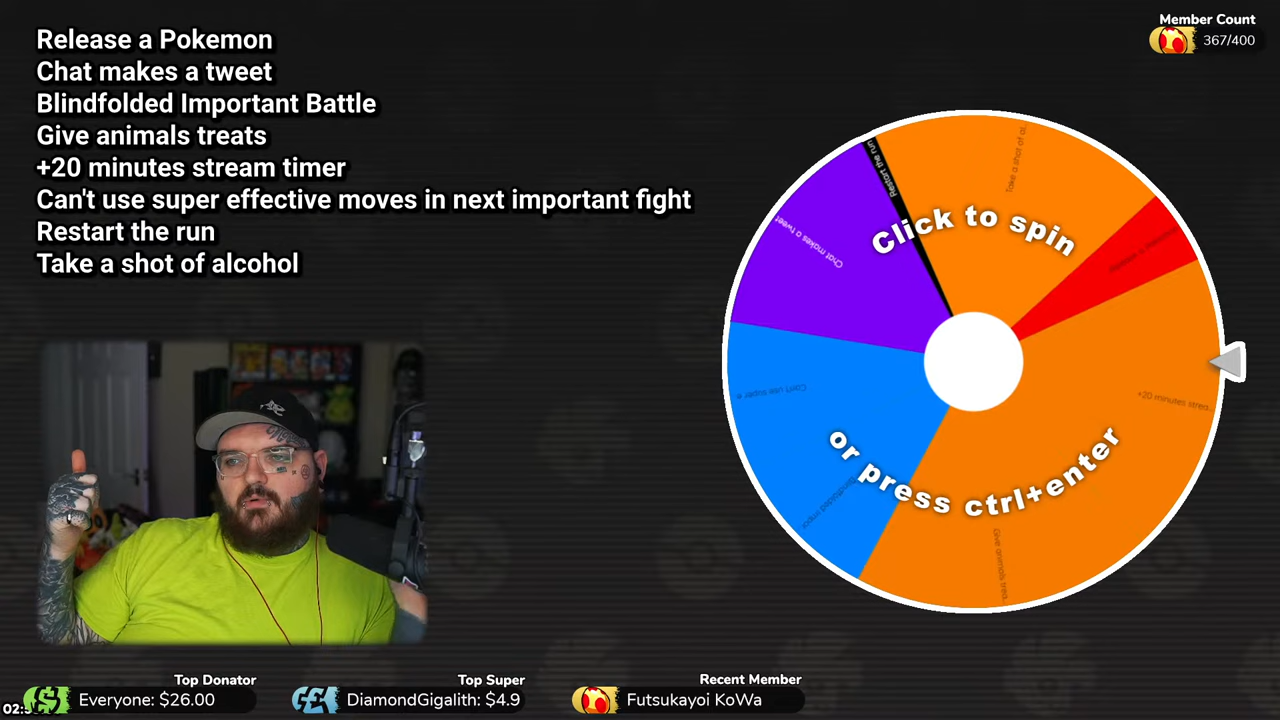 Release a Pokemon
Chat makes a tweet
Blindfolded Important Battle
Give animals treats
+20 minutes stream timer
Can't use super effective moves in next important fight
Restart the run
Take a shot of alcohol
Member Count
367/400
Restart the run
Take a shot of al
Chat makes a tweet
Click to spin
Can't use super e
+20 minutes strea..
or press ctrl+enter
Give animals trea..
Top Donator
Everyone: $26.00
Top Super
DiamondGigalith: $4.9
Recent Member
Futsukayoi KoWa